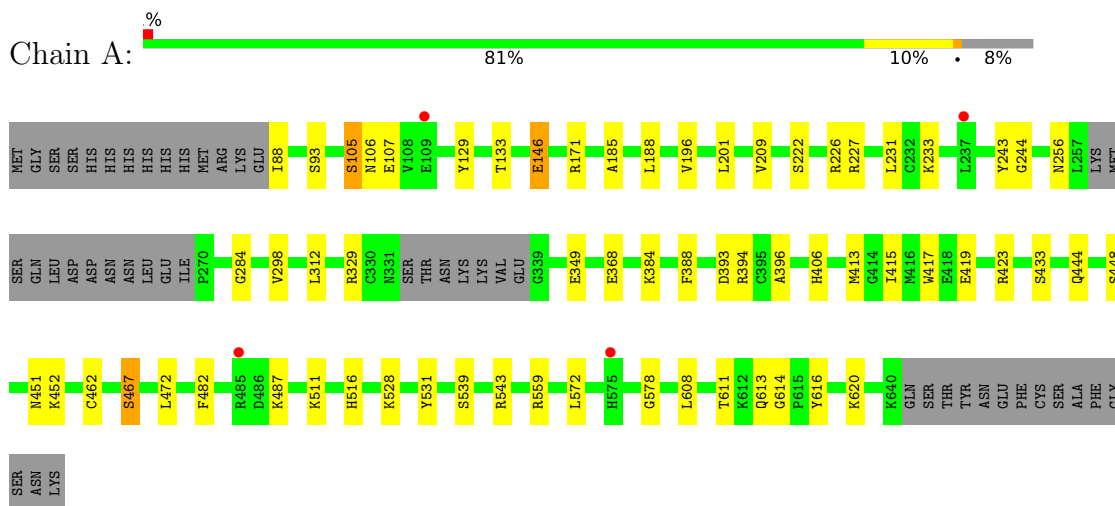 .%
Chain A:
81% 10% • 8%
MET GLY SER SER HIS HIS HIS HIS HIS HIS MET ARG LYS GLU I88 S93 S105 N106 E107 V108 E109 Y129 T133 E146 R171 A185 L188 V196 L201 V209 S222 R226 R227 L231 C232 K233 L237 Y243 G244 N256 L257 LYS MET
SER GLN LEU ASP ASP ASN ASN LEU GLU ILE P270 G284 V298 L312 R329 C330 N331 SER THR ASN LYS LYS VAL GLU G339 E349 E368 K384 F388 D393 R394 C395 A396 H406 M413 G414 I415 M416 W417 E418 E419 R423 S433 Q444 S448
N451 K452 C462 S467 L472 F482 R485 D486 K487 K511 H516 K528 Y531 S539 R543 R559 L572 H575 G578 L608 T611 K612 Q613 G614 P615 Y616 K620 K640 GLN SER THR TYR ASN GLU PHE CYS SER ALA PHE GLY
SER ASN LYS